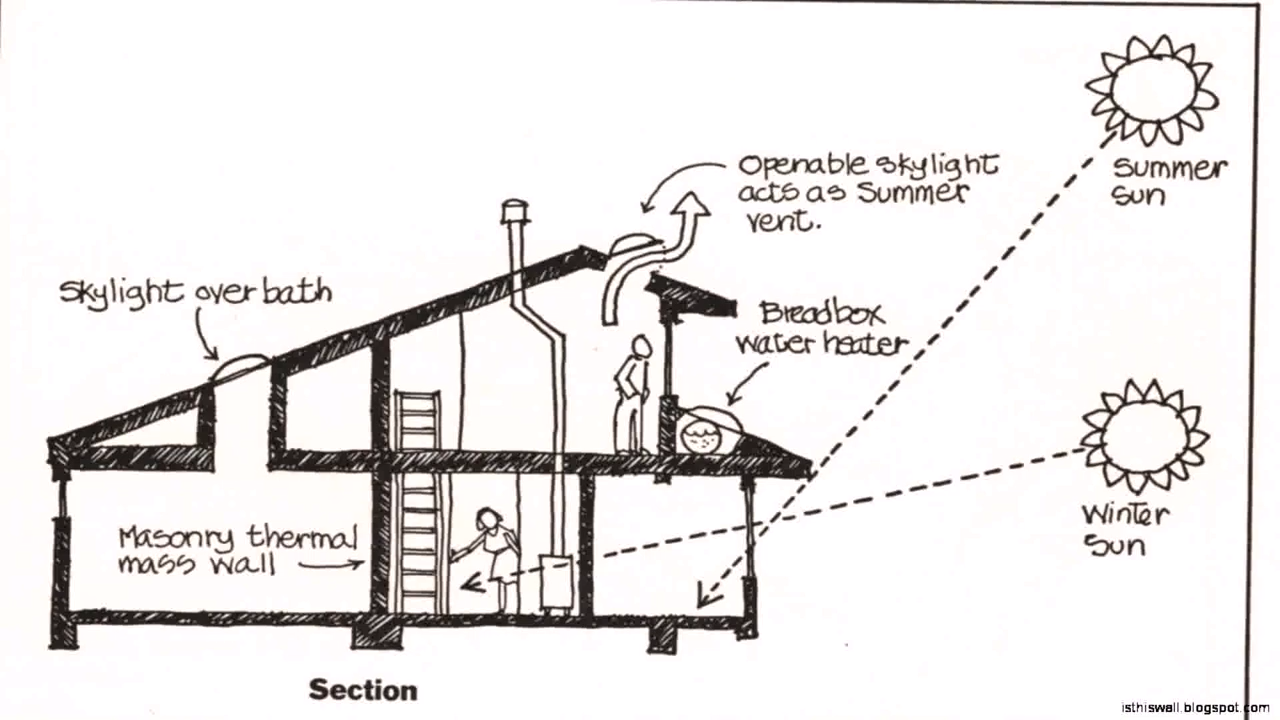 Summer
Sun
Openable skylight
acts as Summer
vent.
Skylight over bath
Breadbox
water heater
Winter
Sun
Masonry thermal
mass wall
Section
isthiswall.blogspot.com